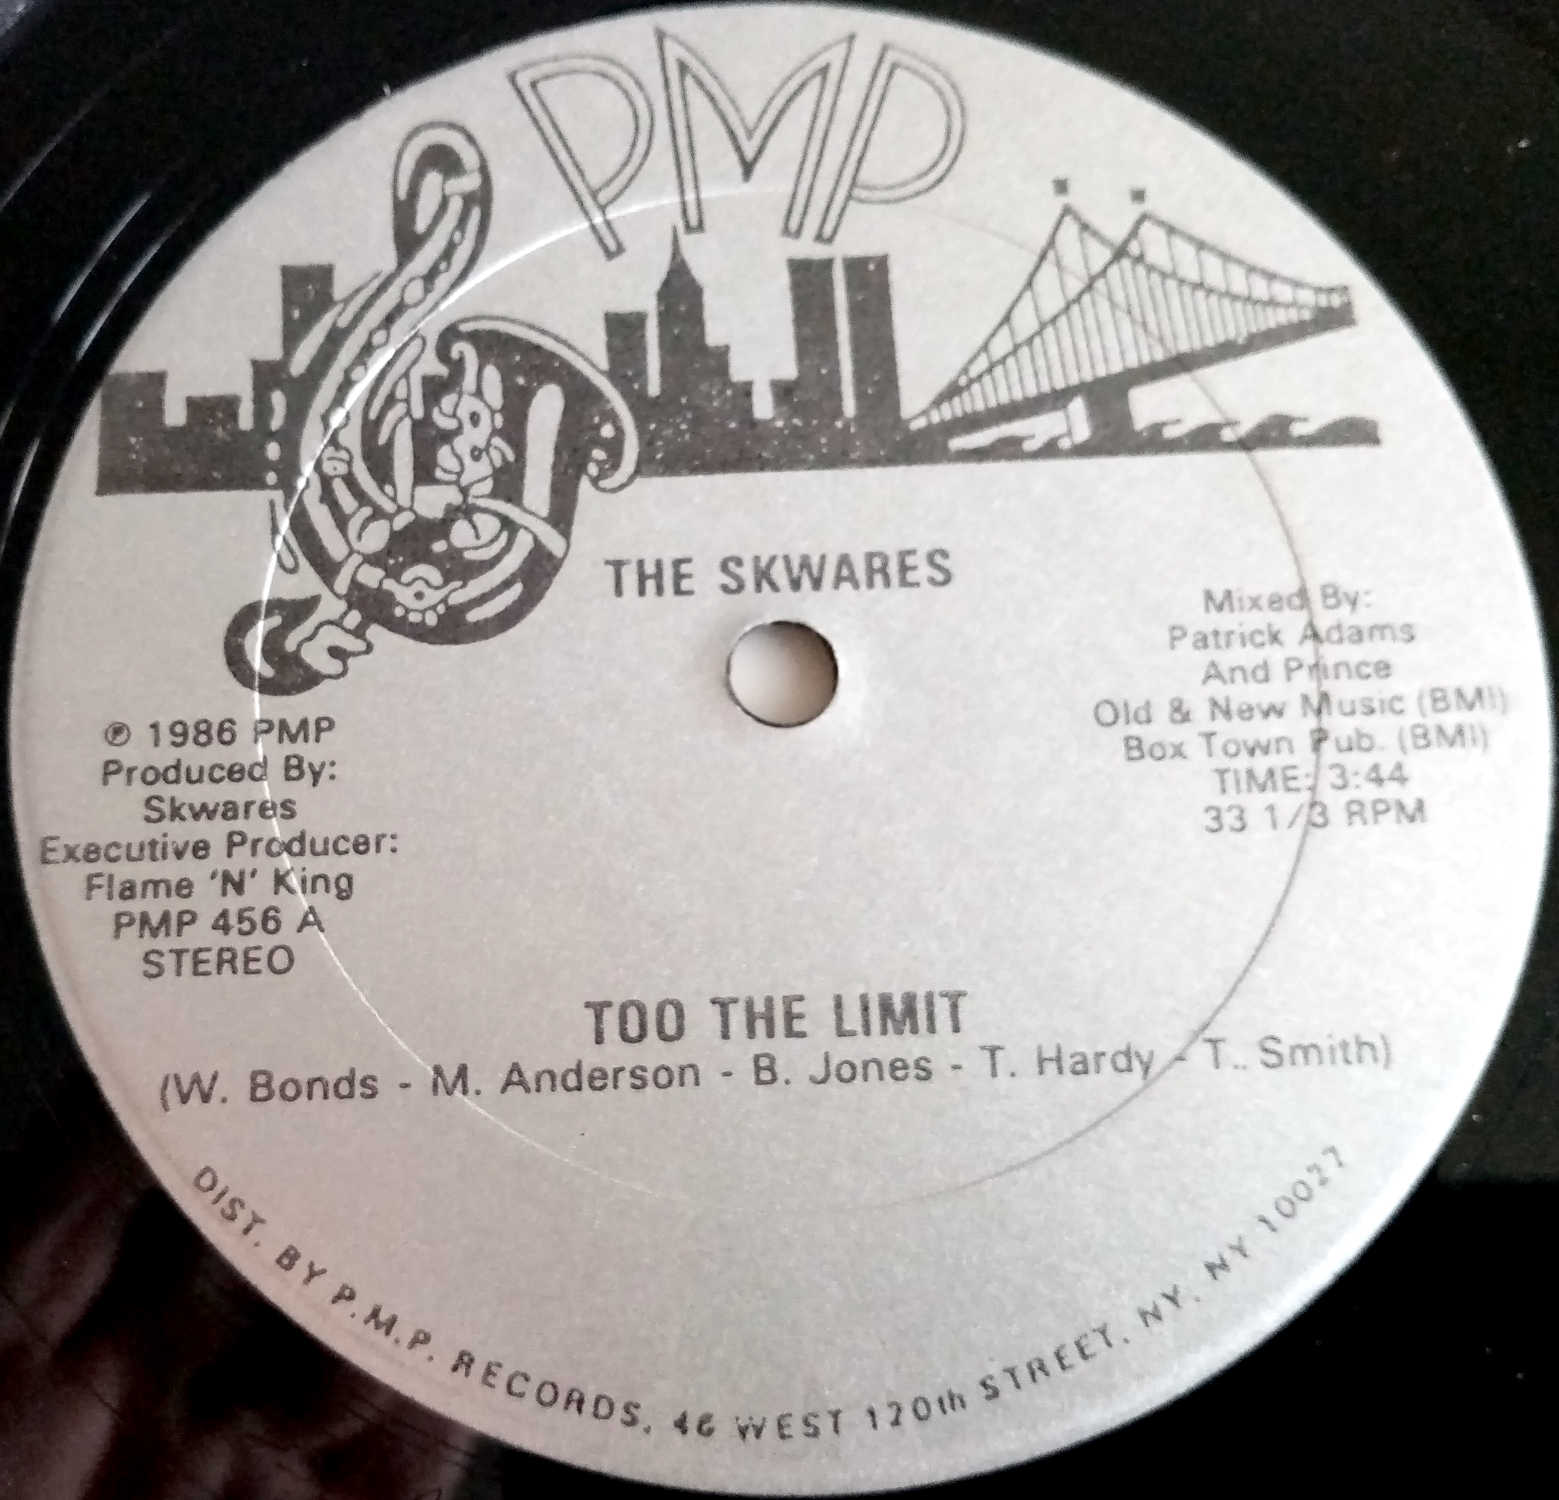 PMP
THE SKWARES
℗ 1986 PMP
Produced By:
Skwares
Executive Producer:
Flame 'N' King
PMP 456 A
STEREO
Mixed By:
Patrick Adams
And Prince
Old & New Music (BMI)
Box Town Pub. (BMI)
TIME: 3:44
33 1/3 RPM
TOO THE LIMIT
(W. Bonds - M. Anderson - B. Jones - T. Hardy - T.. Smith)
DIST. BY P.M.P. RECORDS, 46 WEST 120th STREET, NY, NY 10027